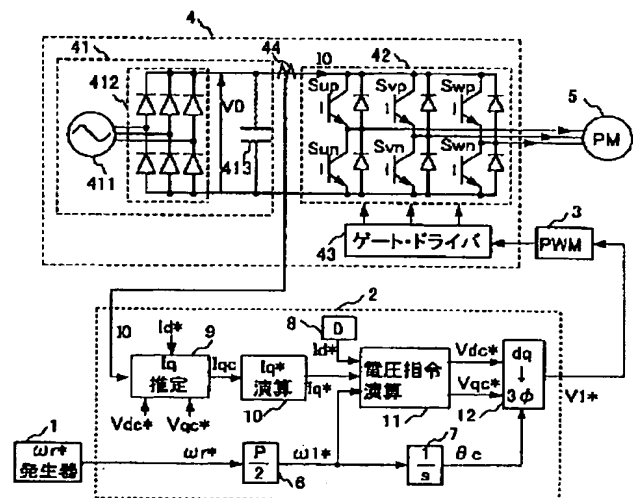 4
41
44
42
412
I0
V0
Sup
Svp
Swp
5
PM
Sun
Svn
Swn
411
413
43
ゲート・ドライバ
3
PWM
2
I0
Id*
9
8
0
Id*
Iq
推定
Iqc
Iq*
演算
Iq*
電圧指令
演算
Vdc*
Vqc*
dq
↓
3φ
V1*
10
11
12
Vdc*
Vqc*
1
ωr*
発生器
ωr*
P
2
6
ω1*
7
1
s
θc